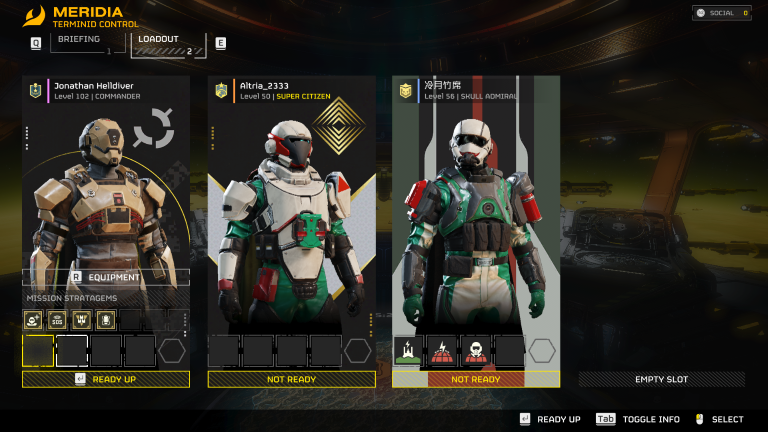 MERIDIA
TERMINID CONTROL
SOCIAL 0
Q
BRIEFING
1
LOADOUT
2
E
Jonathan Helldiver
Level 102 | COMMANDER
Altria_2333
Level 50 | SUPER CITIZEN
冷月竹席
Level 56 | SKULL ADMIRAL
R EQUIPMENT
MISSION STRATAGEMS
SOS
READY UP
NOT READY
NOT READY
EMPTY SLOT
READY UP
Tab TOGGLE INFO
SELECT